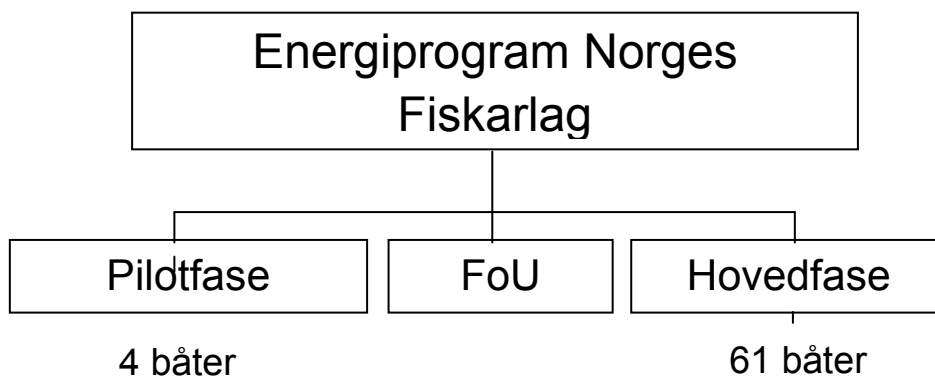 Energiprogram Norges
Fiskarlag
Pilotfase
FoU
Hovedfase
4 båter
61 båter